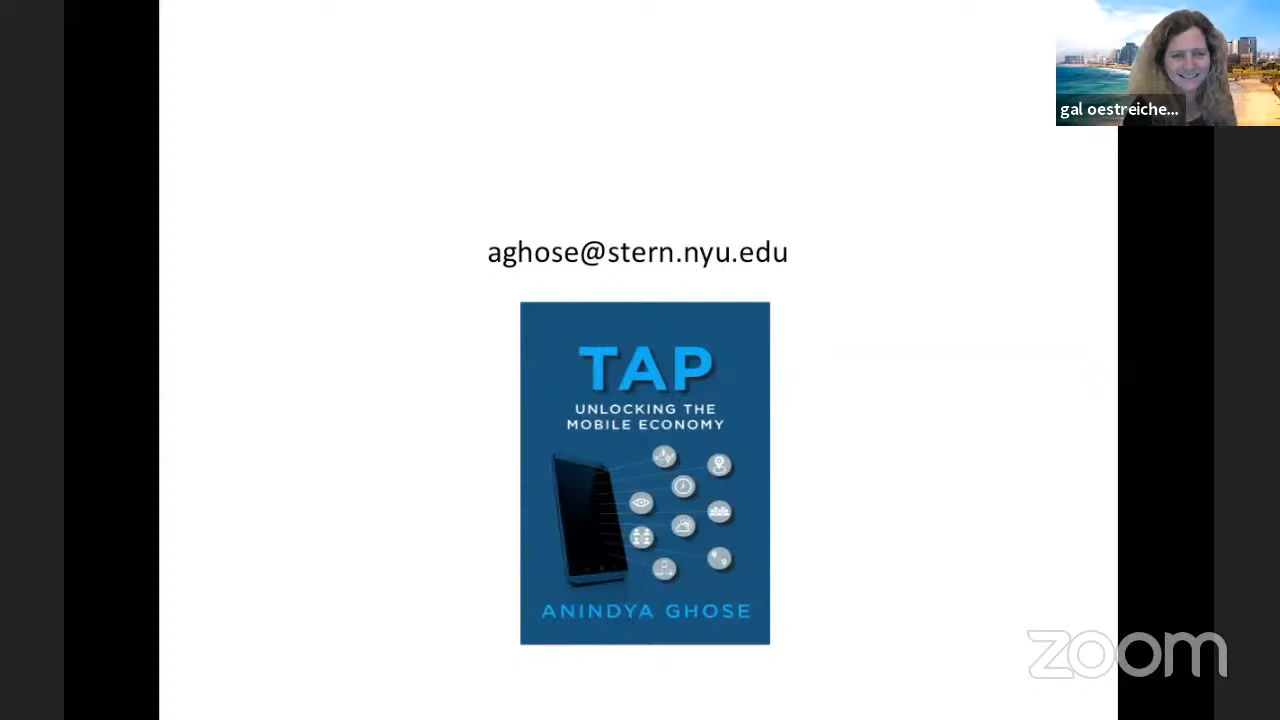 gal oestreiche...
aghose@stern.nyu.edu
TAP
UNLOCKING THE
MOBILE ECONOMY
ANINDYA GHOSE
zoom